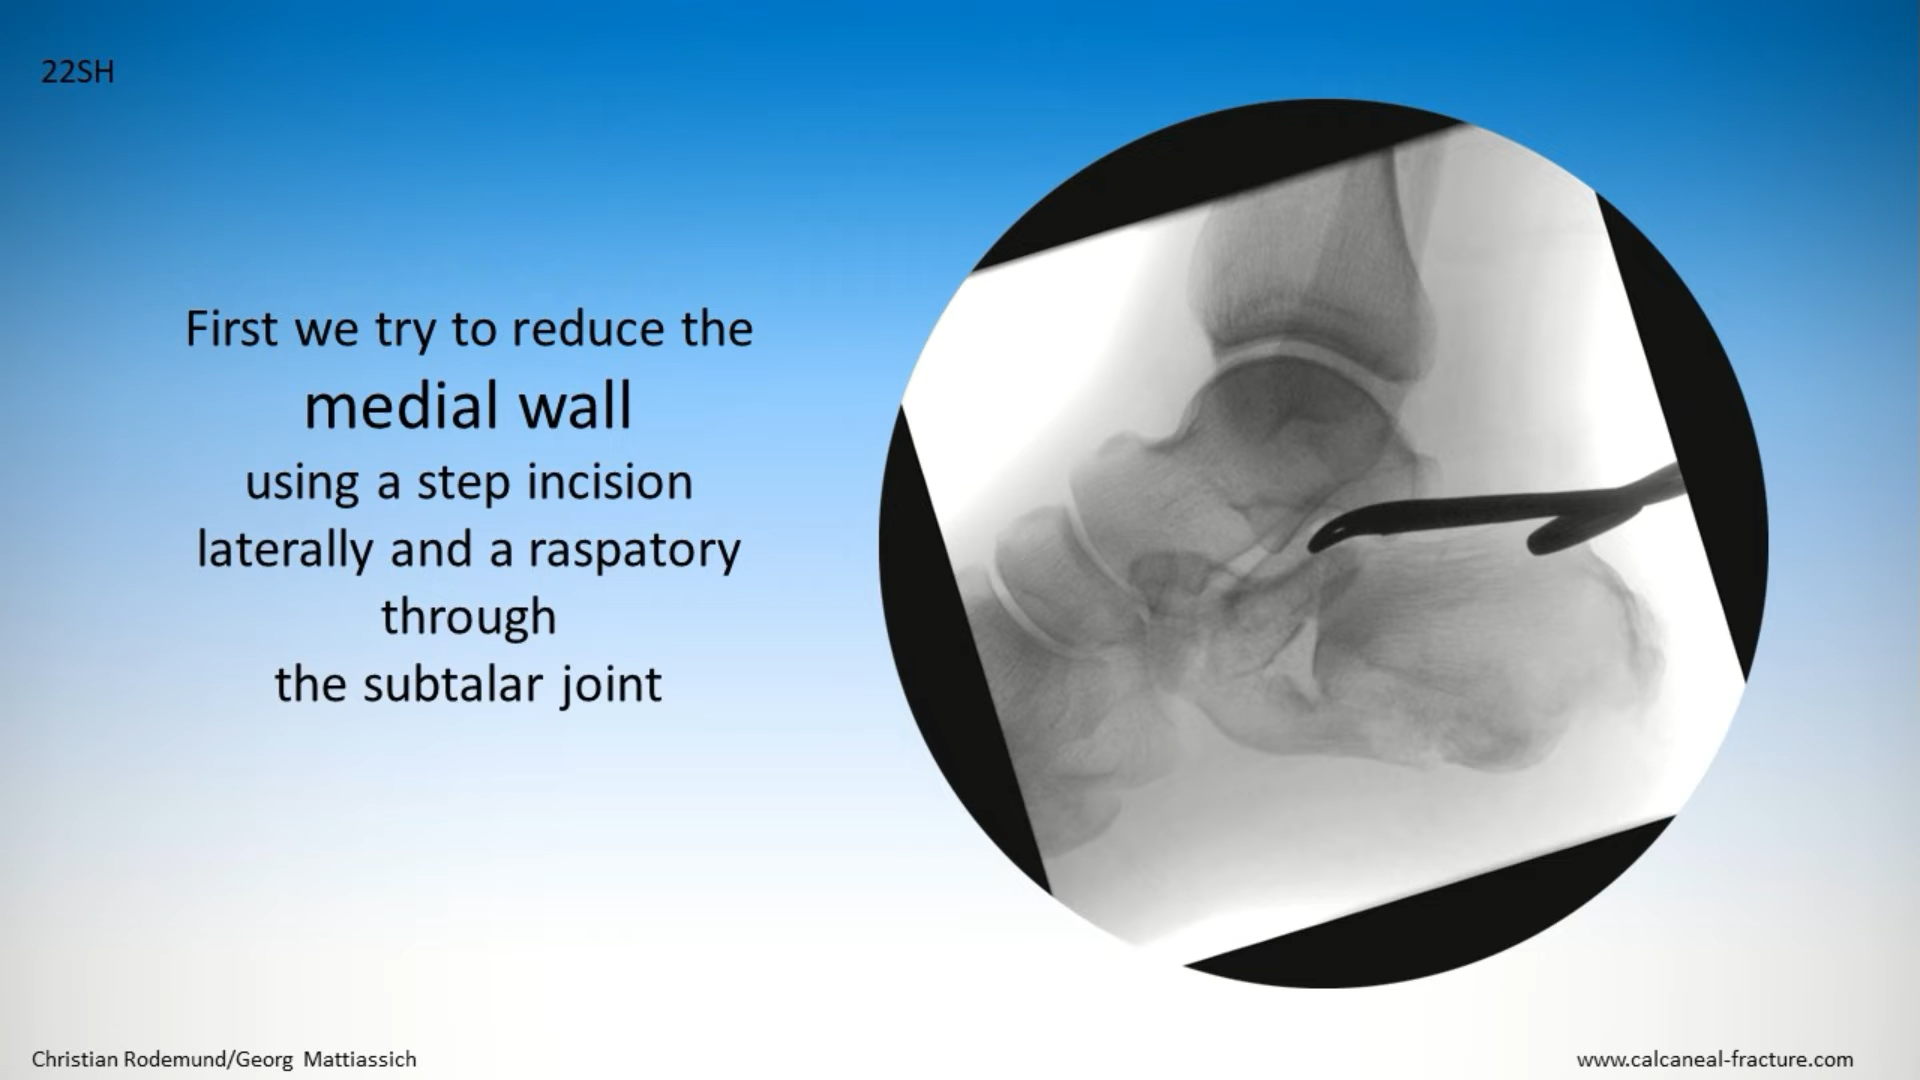 22SH
First we try to reduce the
medial wall
using a step incision
laterally and a raspatory
through
the subtalar joint
Christian Rodemund/Georg Mattiassich
www.calcaneal-fracture.com